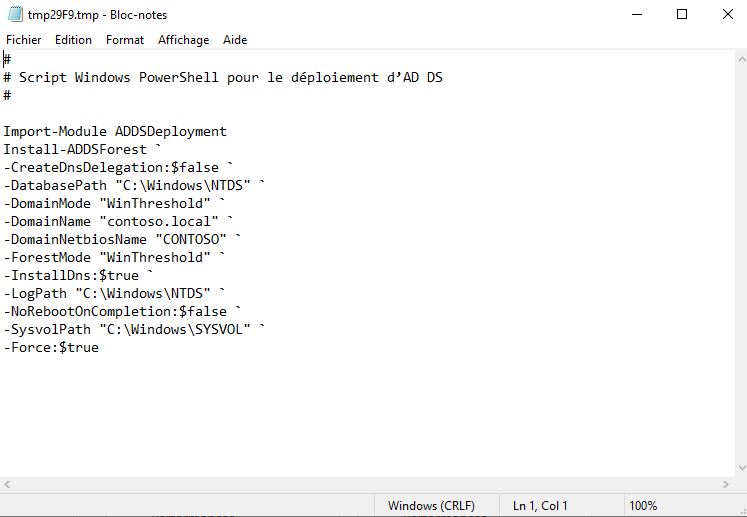 tmp29F9.tmp - Bloc-notes
Fichier Edition Format Affichage Aide
#
# Script Windows PowerShell pour le déploiement d’AD DS
#
Import-Module ADDSDeployment
Install-ADDSForest `
-CreateDnsDelegation:$false `
-DatabasePath "C:\Windows\NTDS" `
-DomainMode "WinThreshold" `
-DomainName "contoso.local" `
-DomainNetbiosName "CONTOSO" `
-ForestMode "WinThreshold" `
-InstallDns:$true `
-LogPath "C:\Windows\NTDS" `
-NoRebootOnCompletion:$false `
-SysvolPath "C:\Windows\SYSVOL" `
-Force:$true
Windows (CRLF) Ln 1, Col 1 100%